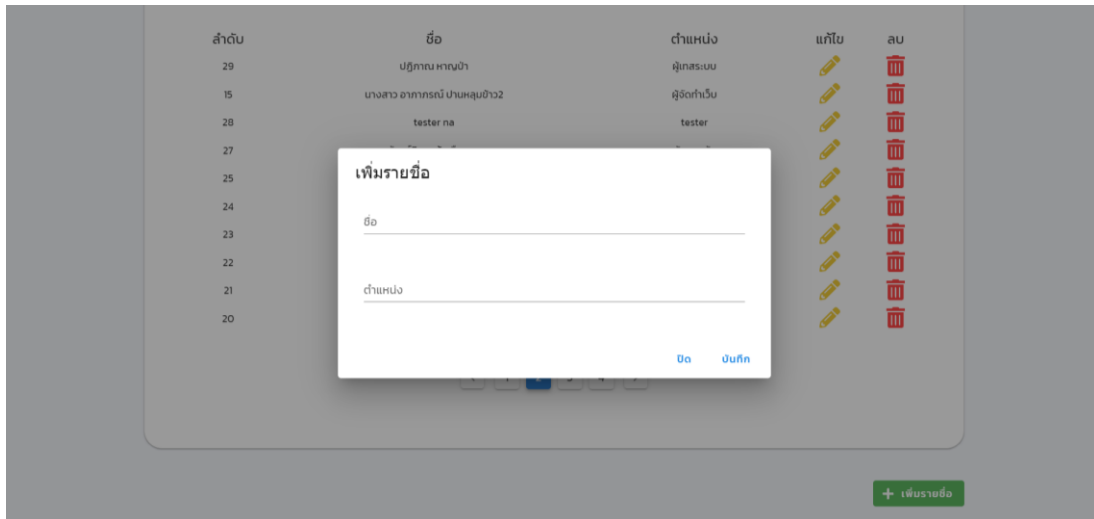 ลำดับ ชื่อ ตำแหน่ง แก้ไข ลบ
29 ปฏิภาณ หาญป่า ผู้เทสระบบ
15 นางสาว อาภาภรณ์ ปานหลุมข้าว2 ผู้จัดทำเว็บ
28 tester na tester
27
25
24
23
22
21
20
เพิ่มรายชื่อ
ชื่อ
ตำแหน่ง
ปิด บันทึก
+ เพิ่มรายชื่อ